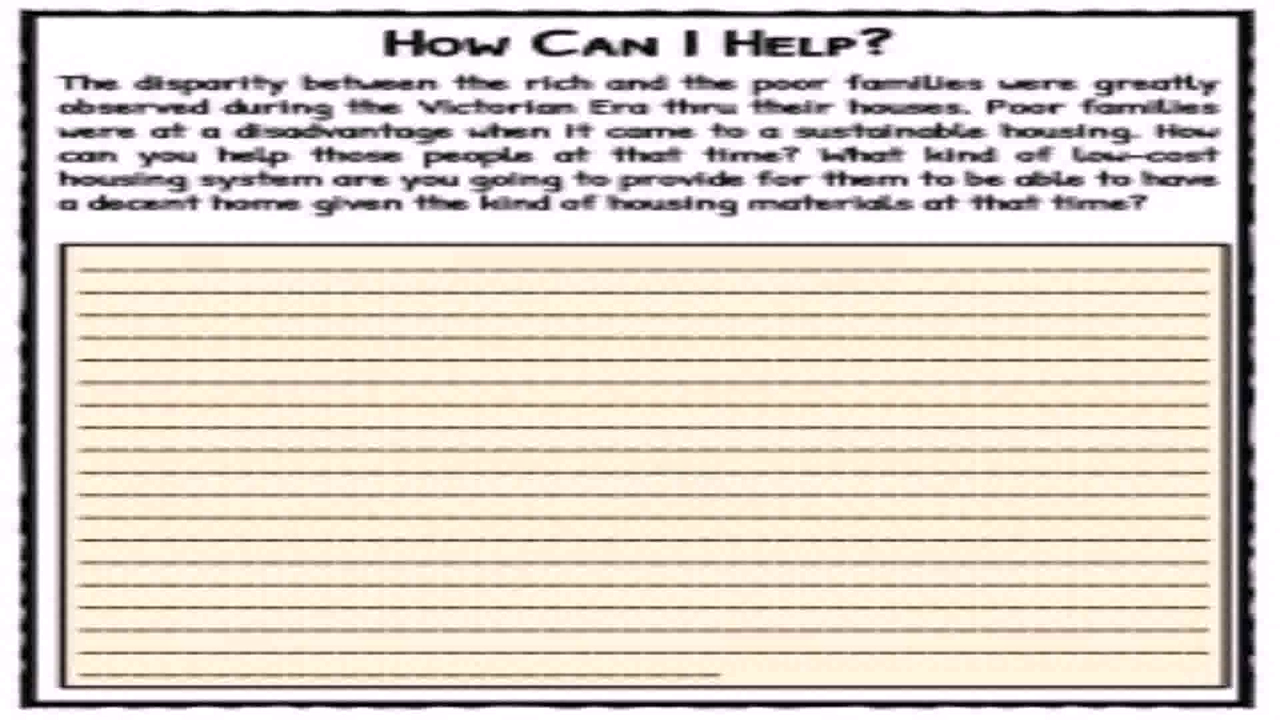 How Can I Help?
The disparity between the rich and the poor families were greatly
observed during the Victorian Era thru their houses. Poor families
were at a disadvantage when it came to a sustainable housing. How
can you help those people at that time? What kind of low-cost
housing system are you going to provide for them to be able to have
a decent home given the kind of housing materials at that time?